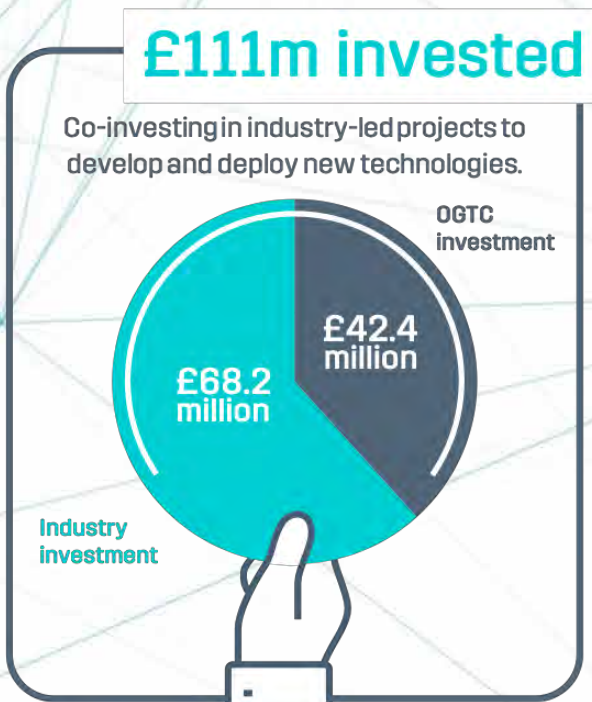 £111m invested
Co-investing in industry-led projects to
develop and deploy new technologies.
OGTC
investment
£42.4
million
£68.2
million
Industry
investment